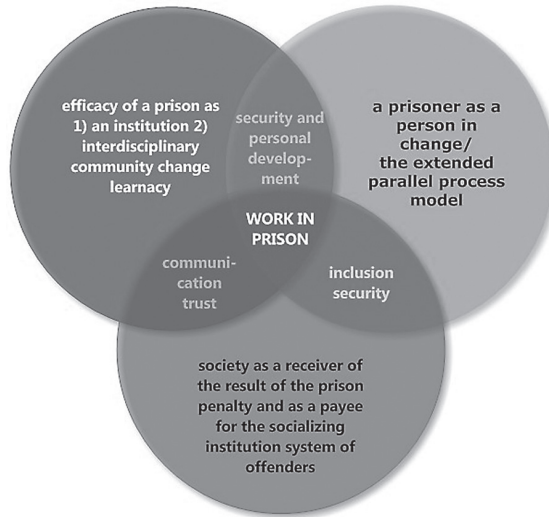 efficacy of a prison as
1) an institution 2)
interdisciplinary
community change
learnacy
security and
personal
develop-
ment
a prisoner as a
person in
change/
the extended
parallel process
model
WORK IN
PRISON
communi-
cation
trust
inclusion
security
society as a receiver of
the result of the prison
penalty and as a payee
for the socializing
institution system of
offenders